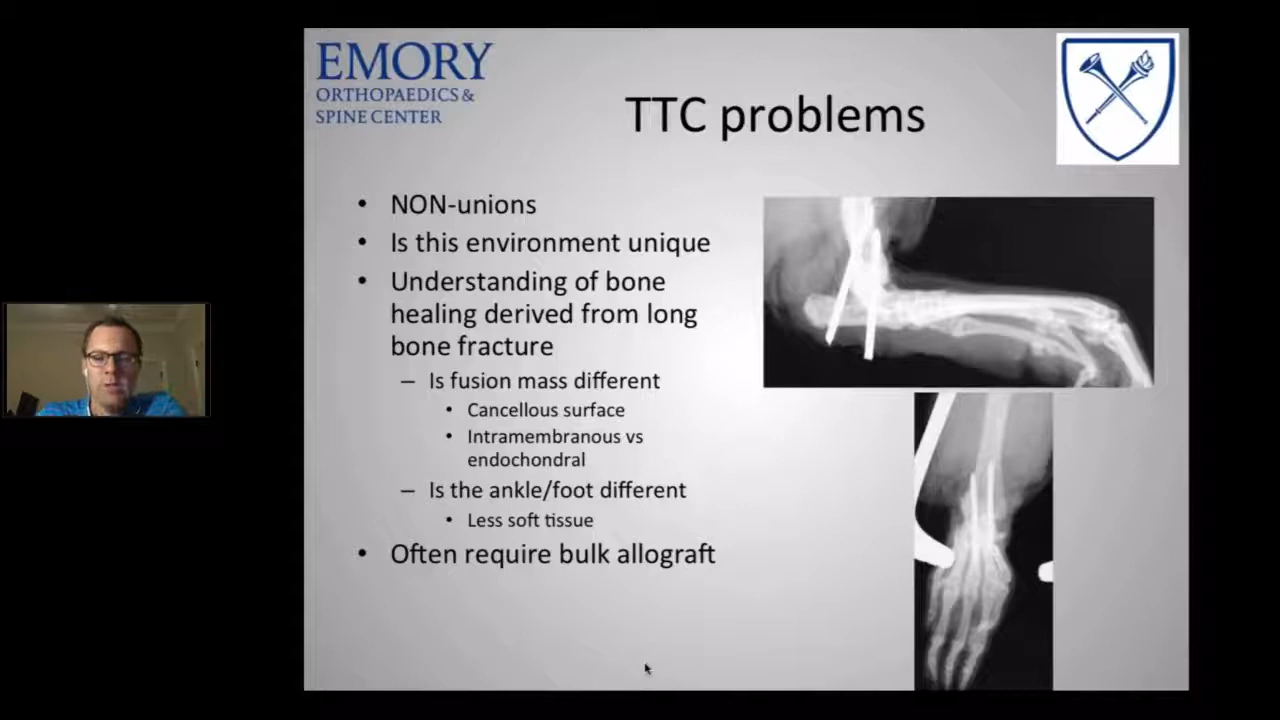 EMORY
ORTHOPAEDICS &
SPINE CENTER
TTC problems
• NON-unions
• Is this environment unique
• Understanding of bone
healing derived from long
bone fracture
– Is fusion mass different
• Cancellous surface
• Intramembranous vs
endochondral
– Is the ankle/foot different
• Less soft tissue
• Often require bulk allograft